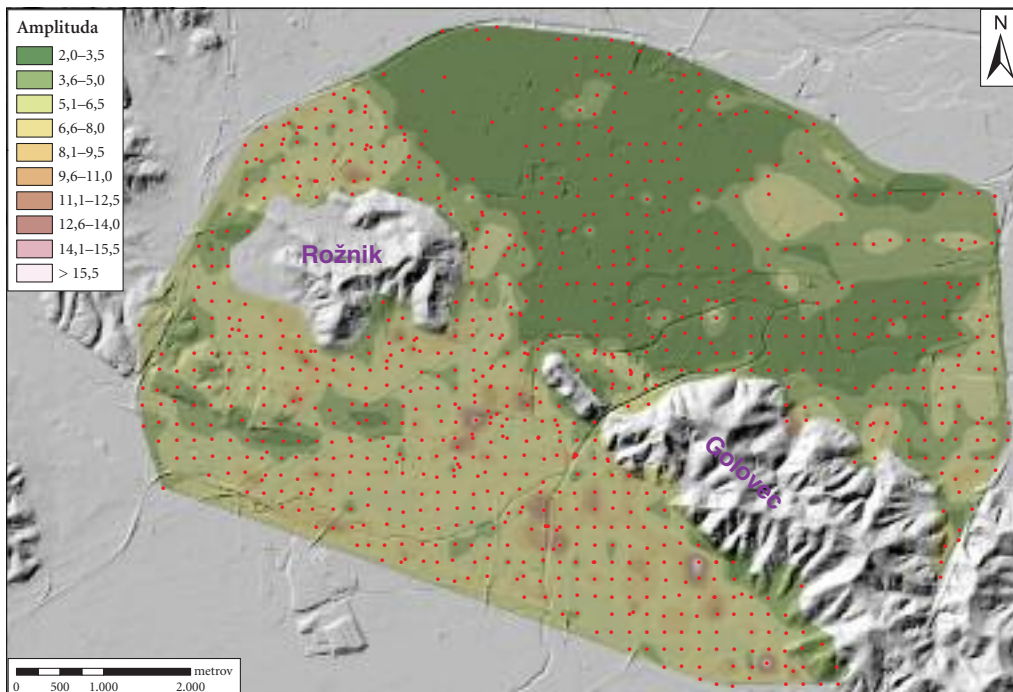 Amplituda
2,0–3,5
3,6–5,0
5,1–6,5
6,6–8,0
8,1–9,5
9,6–11,0
11,1–12,5
12,6–14,0
14,1–15,5
> 15,5
N
Rožnik
Golovec
metrov
0 500 1.000 2.000